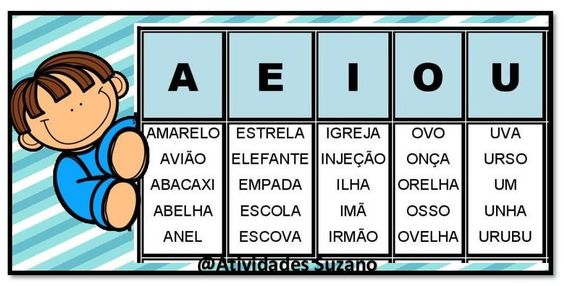 A E I O U
AMARELO ESTRELA IGREJA OVO UVA
AVIÃO ELEFANTE INJEÇÃO ONÇA URSO
ABACAXI EMPADA ILHA ORELHA UM
ABELHA ESCOLA IMÃ OSSO UNHA
ANEL ESCOVA IRMÃO OVELHA URUBU
@Atividades Suzano